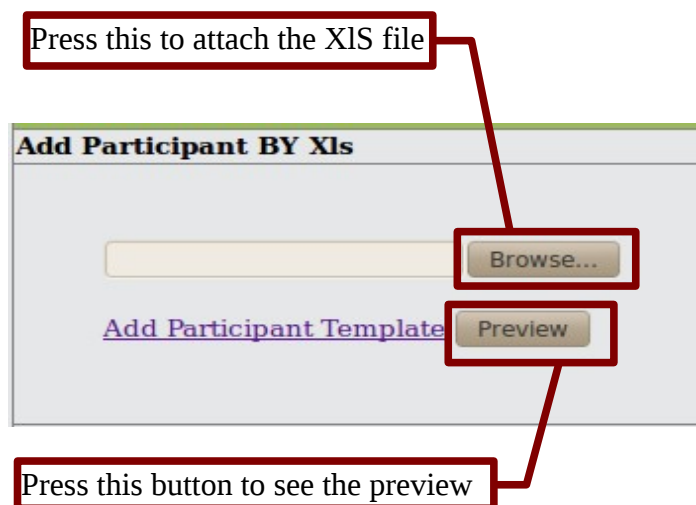 Press this to attach the XlS file
Add Participant BY Xls
Browse...
Add Participant Template Preview
Press this button to see the preview